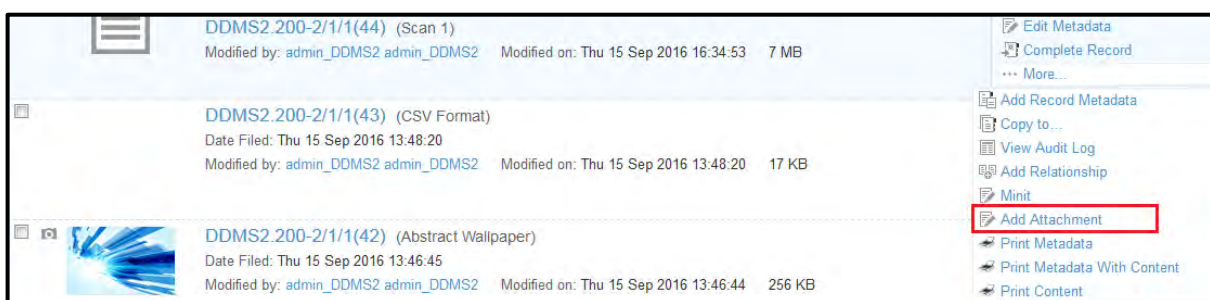 DDMS2.200-2/1/1(44) (Scan 1)
Modified by: admin_DDMS2 admin_DDMS2 Modified on: Thu 15 Sep 2016 16:34:53 7 MB
Edit Metadata
Complete Record
More...
DDMS2.200-2/1/1(43) (CSV Format)
Date Filed: Thu 15 Sep 2016 13:48:20
Modified by: admin_DDMS2 admin_DDMS2 Modified on: Thu 15 Sep 2016 13:48:20 17 KB
DDMS2.200-2/1/1(42) (Abstract Wallpaper)
Date Filed: Thu 15 Sep 2016 13:46:45
Modified by: admin_DDMS2 admin_DDMS2 Modified on: Thu 15 Sep 2016 13:46:44 256 KB
Add Record Metadata
Copy to...
View Audit Log
Add Relationship
Minit
Add Attachment
Print Metadata
Print Metadata With Content
Print Content